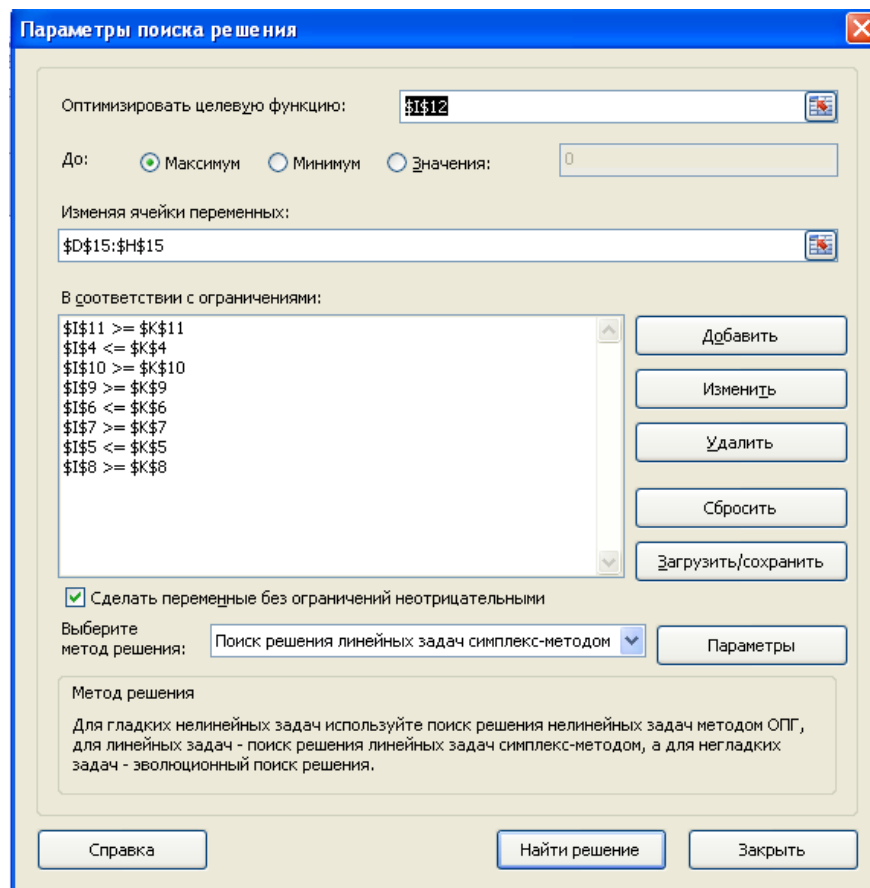 Параметры поиска решения
Оптимизировать целевую функцию: $I$12
До: Максимум Минимум Значения: 0
Изменяя ячейки переменных:
$D$15:$H$15
В соответствии с ограничениями:
$I$11 >= $K$11
$I$4 <= $K$4
$I$10 >= $K$10
$I$9 >= $K$9
$I$6 <= $K$6
$I$7 >= $K$7
$I$5 <= $K$5
$I$8 >= $K$8
Добавить
Изменить
Удалить
Сбросить
Загрузить/сохранить
Сделать переменные без ограничений неотрицательными
Выберите
метод решения: Поиск решения линейных задач симплекс-методом Параметры
Метод решения
Для гладких нелинейных задач используйте поиск решения нелинейных задач методом ОПГ,
для линейных задач - поиск решения линейных задач симплекс-методом, а для негладких
задач - эволюционный поиск решения.
Справка Найти решение Закрыть